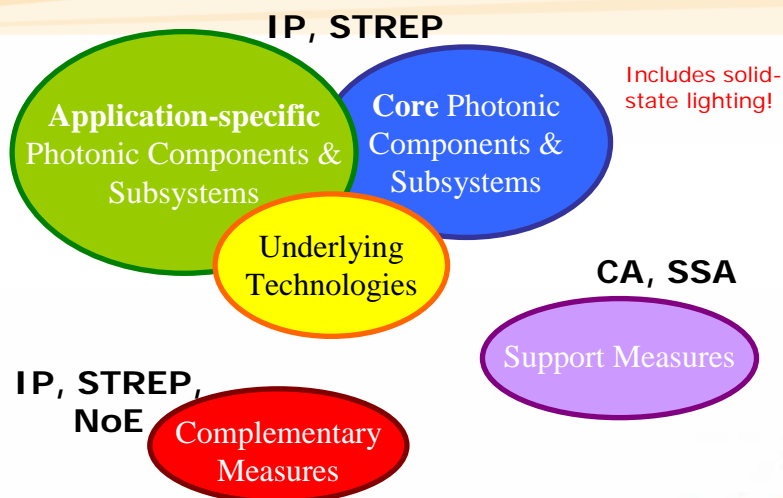 IP, STREP
Includes solid-
state lighting!
Application-specific
Photonic Components &
Subsystems
Core Photonic
Components &
Subsystems
Underlying
Technologies
CA, SSA
Support Measures
IP, STREP,
NoE
Complementary
Measures